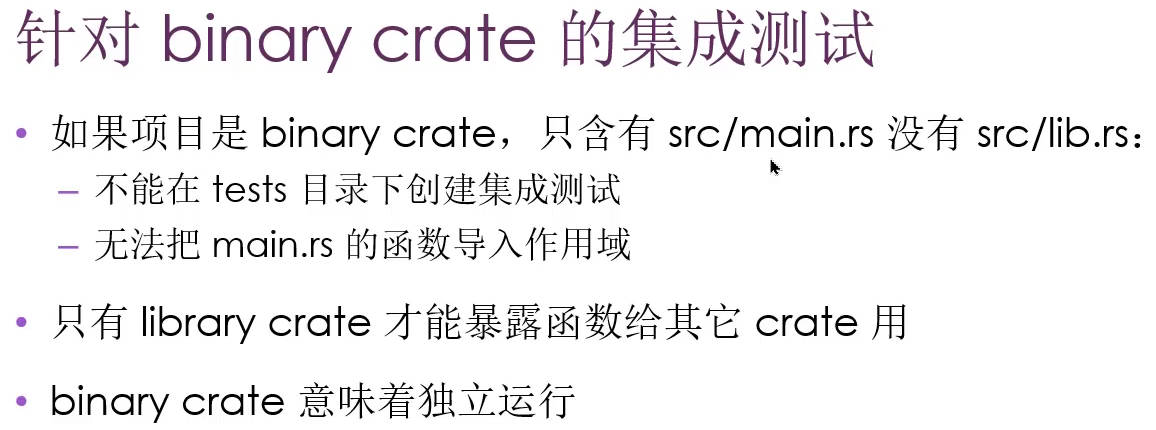 针对 binary crate 的集成测试
• 如果项目是 binary crate，只含有 src/main.rs 没有 src/lib.rs：
– 不能在 tests 目录下创建集成测试
– 无法把 main.rs 的函数导入作用域
• 只有 library crate 才能暴露函数给其它 crate 用
• binary crate 意味着独立运行